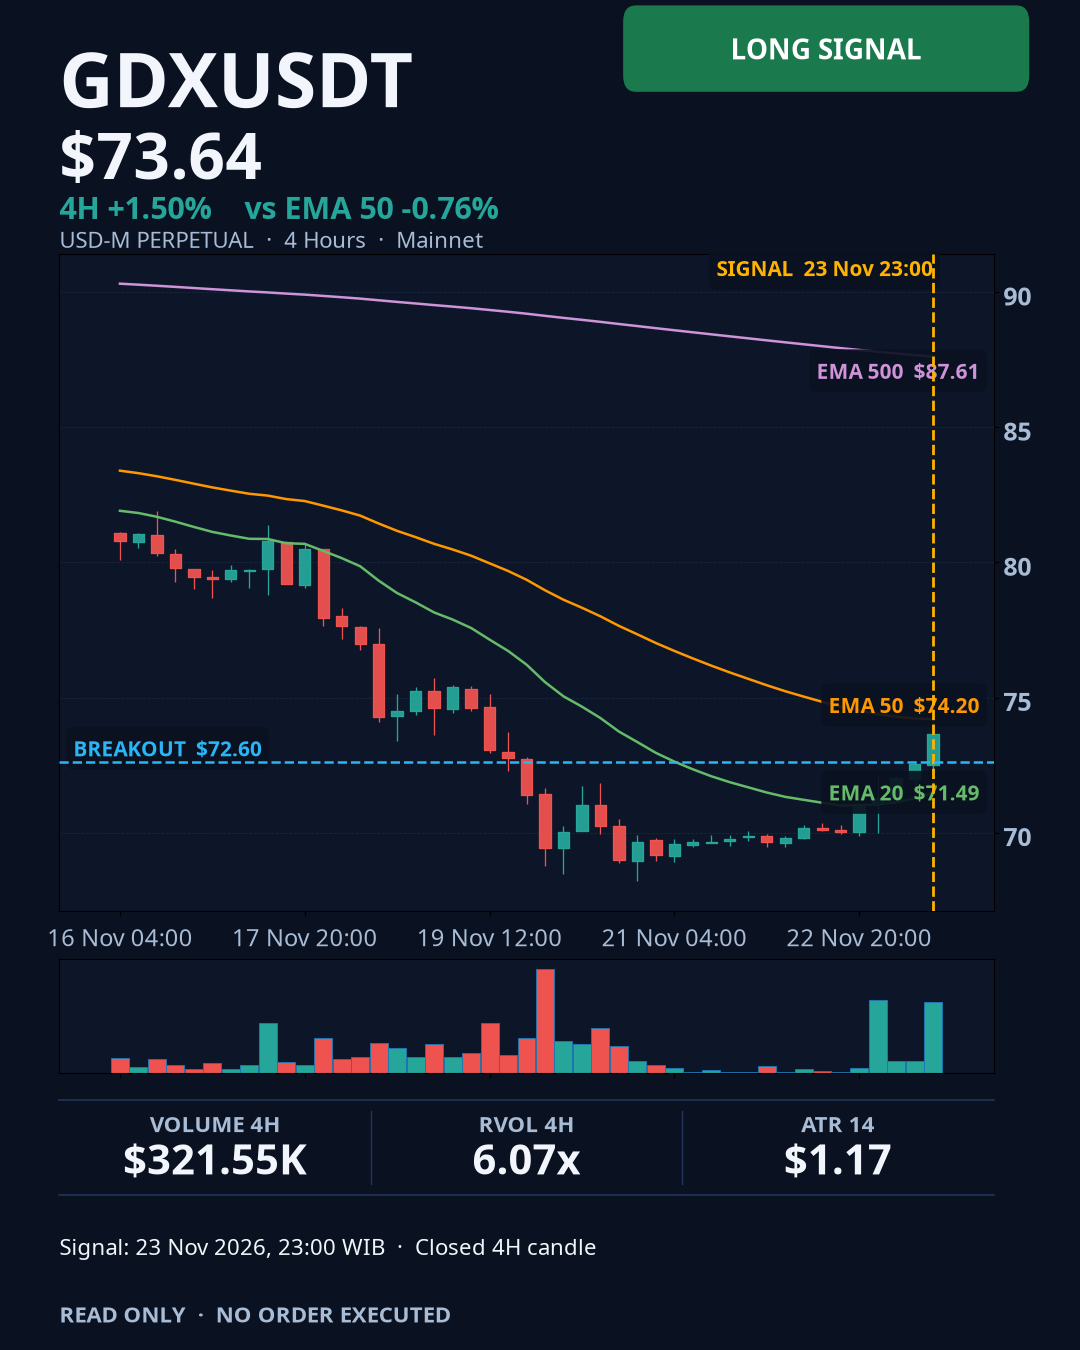 LONG SIGNAL
GDXUSDT
$73.64
4H +1.50% vs EMA 50 -0.76%
USD-M PERPETUAL · 4 Hours · Mainnet
SIGNAL 23 Nov 23:00
90
EMA 500 $87.61
85
80
75
EMA 50 $74.20
BREAKOUT $72.60
EMA 20 $71.49
70
16 Nov 04:00 17 Nov 20:00 19 Nov 12:00 21 Nov 04:00 22 Nov 20:00
VOLUME 4H RVOL 4H ATR 14
$321.55K 6.07x $1.17
Signal: 23 Nov 2026, 23:00 WIB · Closed 4H candle
READ ONLY · NO ORDER EXECUTED